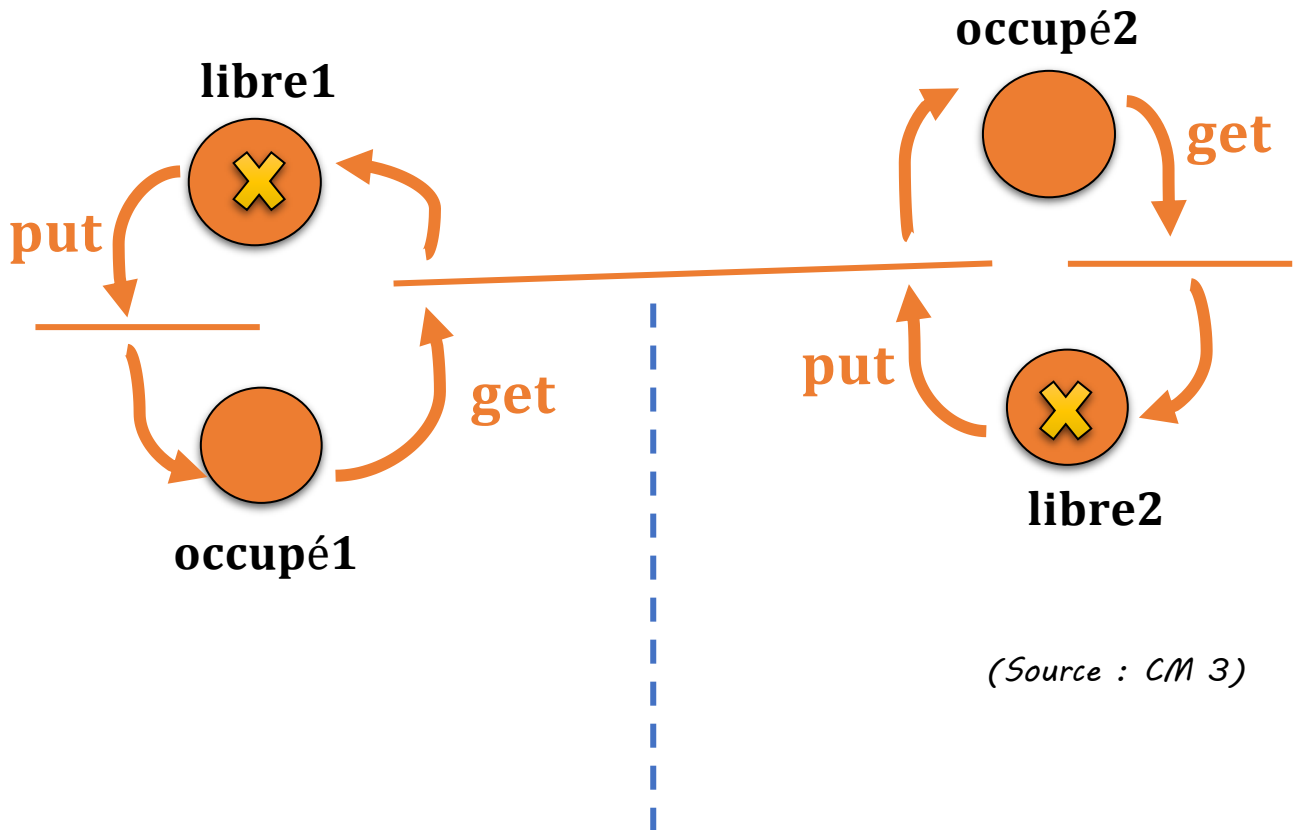 occupé2
libre1
get
put
put
get
libre2
occupé1
(Source : CM 3)